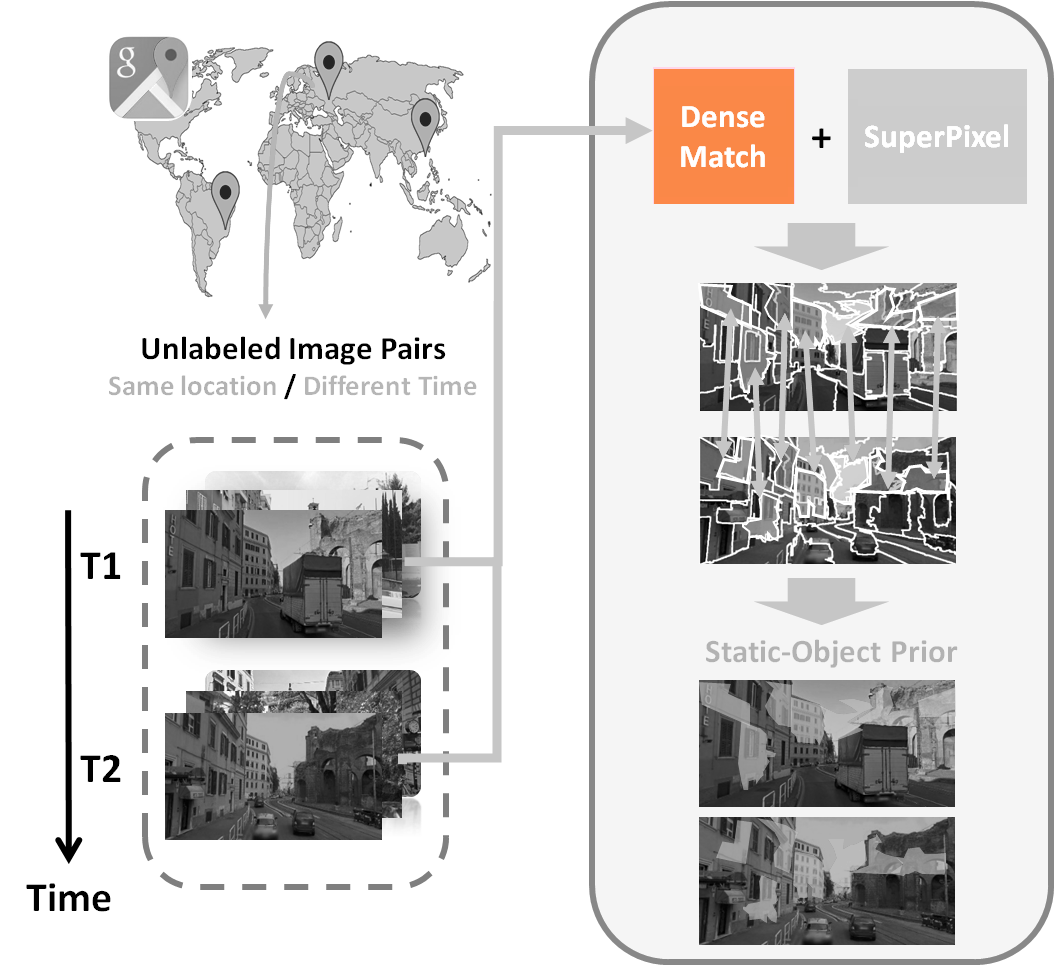 g
Unlabeled Image Pairs
Same location / Different Time
T1
T2
Time
Dense
Match
+
SuperPixel
Static-Object Prior